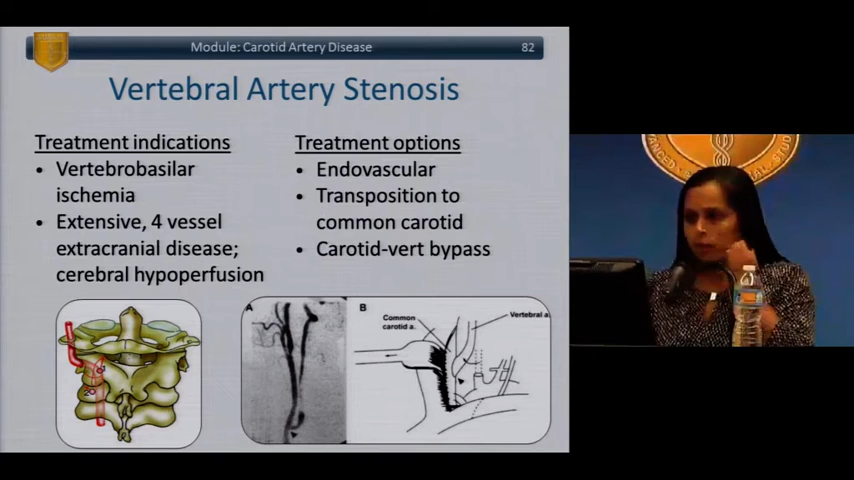 Module: Carotid Artery Disease
82
Vertebral Artery Stenosis
Treatment indications
• Vertebrobasilar
ischemia
• Extensive, 4 vessel
extracranial disease;
cerebral hypoperfusion
Treatment options
• Endovascular
• Transposition to
common carotid
• Carotid-vert bypass
A
B
Common
carotid a.
Vertebral a.